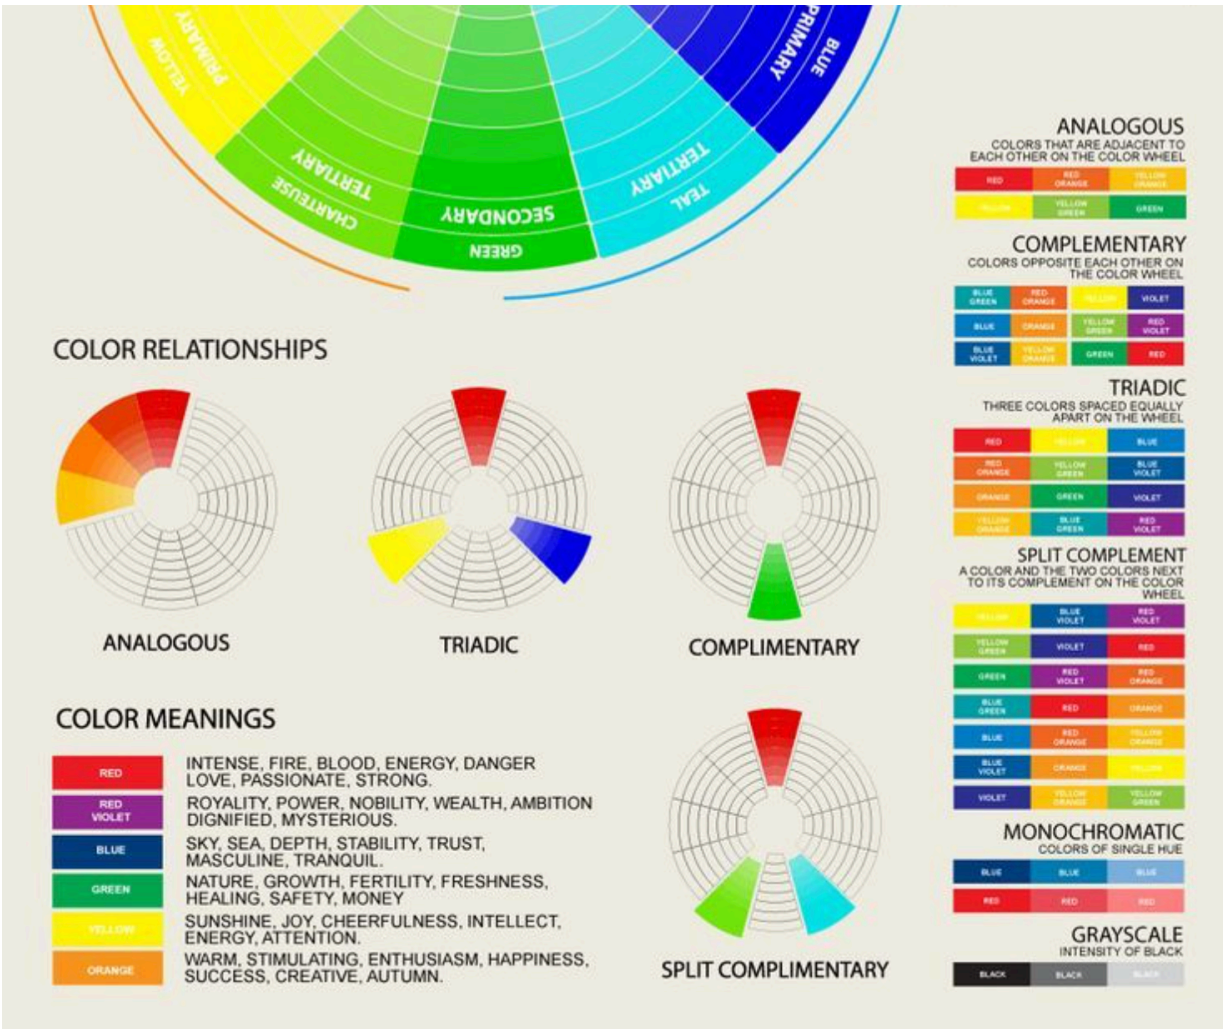 YELLOW
PRIMARY
CHARTEUSE
TERTIARY
GREEN
SECONDARY
TEAL
TERTIARY
BLUE
PRIMARY
COLOR RELATIONSHIPS
ANALOGOUS
TRIADIC
COMPLIMENTARY
SPLIT COMPLIMENTARY
COLOR MEANINGS
RED
INTENSE, FIRE, BLOOD, ENERGY, DANGER
LOVE, PASSIONATE, STRONG.
RED
VIOLET
ROYALITY, POWER, NOBILITY, WEALTH, AMBITION
DIGNIFIED, MYSTERIOUS.
BLUE
SKY, SEA, DEPTH, STABILITY, TRUST,
MASCULINE, TRANQUIL.
GREEN
NATURE, GROWTH, FERTILITY, FRESHNESS,
HEALING, SAFETY, MONEY
YELLOW
SUNSHINE, JOY, CHEERFULNESS, INTELLECT,
ENERGY, ATTENTION.
ORANGE
WARM, STIMULATING, ENTHUSIASM, HAPPINESS,
SUCCESS, CREATIVE, AUTUMN.
ANALOGOUS
COLORS THAT ARE ADJACENT TO
EACH OTHER ON THE COLOR WHEEL
RED RED ORANGE YELLOW ORANGE
YELLOW YELLOW GREEN GREEN
COMPLEMENTARY
COLORS OPPOSITE EACH OTHER ON
THE COLOR WHEEL
BLUE GREEN RED ORANGE YELLOW VIOLET
BLUE ORANGE YELLOW GREEN RED VIOLET
BLUE VIOLET YELLOW ORANGE GREEN RED
TRIADIC
THREE COLORS SPACED EQUALLY
APART ON THE WHEEL
RED YELLOW BLUE
RED ORANGE YELLOW GREEN BLUE VIOLET
ORANGE GREEN VIOLET
YELLOW ORANGE BLUE GREEN RED VIOLET
SPLIT COMPLEMENT
A COLOR AND THE TWO COLORS NEXT
TO ITS COMPLEMENT ON THE COLOR
WHEEL
YELLOW BLUE VIOLET RED VIOLET
YELLOW GREEN VIOLET RED
GREEN RED VIOLET RED ORANGE
BLUE GREEN RED ORANGE
BLUE RED ORANGE YELLOW ORANGE
BLUE VIOLET ORANGE YELLOW
VIOLET YELLOW ORANGE YELLOW GREEN
MONOCHROMATIC
COLORS OF SINGLE HUE
BLUE BLUE BLUE
RED RED RED
GRAYSCALE
INTENSITY OF BLACK
BLACK BLACK BLACK